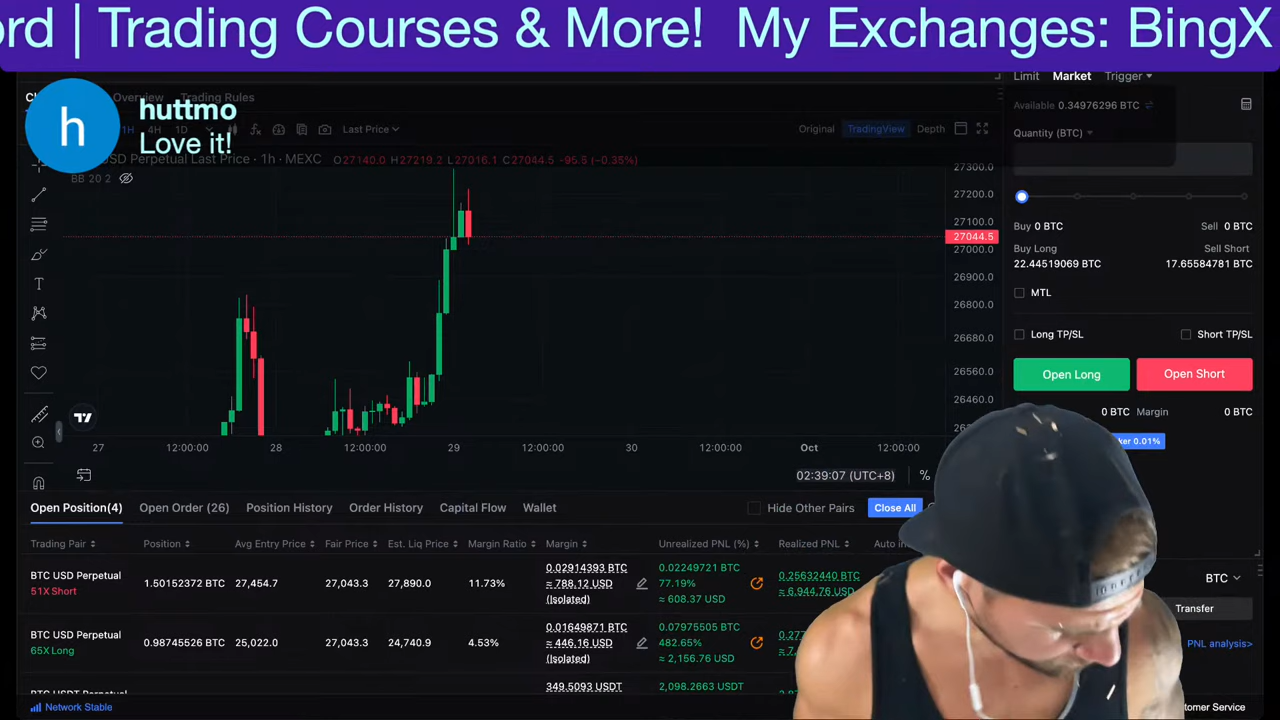 ord | Trading Courses & More! My Exchanges: BingX
huttmo
Love it!
Overview
Trading Rules
1H 4H 1D
Last Price
Original
TradingView
Depth
USD Perpetual Last Price · 1h · MEXC O27140.0 H27219.2 L27016.1 C27044.5 -95.6 (-0.35%)
BB 20 2
27300.0
27200.0
27100.0
27044.5
27000.0
26900.0
26800.0
26680.0
26560.0
26460.0
27 12:00:00 28 12:00:00 29 12:00:00 30 12:00:00 Oct 12:00:00
02:39:07 (UTC+8)
%
Limit Market Trigger
Available 0.34976296 BTC
Quantity (BTC)
Buy 0 BTC
Sell 0 BTC
Buy Long
Sell Short
22.44519069 BTC
17.65584781 BTC
MTL
Long TP/SL
Short TP/SL
Open Long
Open Short
0 BTC Margin 0 BTC
ker 0.01%
Open Position(4) Open Order (26) Position History Order History Capital Flow Wallet
Hide Other Pairs
Close All
Trading Pair Position Avg Entry Price Fair Price Est. Liq Price Margin Ratio Margin Unrealized PNL (%) Realized PNL Auto in
BTC USD Perpetual
51X Short
1.50152372 BTC
27,454.7
27,043.3
27,890.0
11.73%
0.02914393 BTC
≈ 788.12 USD
(Isolated)
0.02249721 BTC
77.19%
≈ 608.37 USD
0.25632440 BTC
≈ 6,944.76 USD
BTC USD Perpetual
65X Long
0.98745526 BTC
25,022.0
27,043.3
24,740.9
4.53%
0.01649871 BTC
≈ 446.16 USD
(Isolated)
0.07975505 BTC
482.65%
≈ 2,156.76 USD
BTC USDT Perpetual
349.5093 USDT
2,098.2663 USDT
BTC
Transfer
PNL analysis>
Network Stable
tomer Service